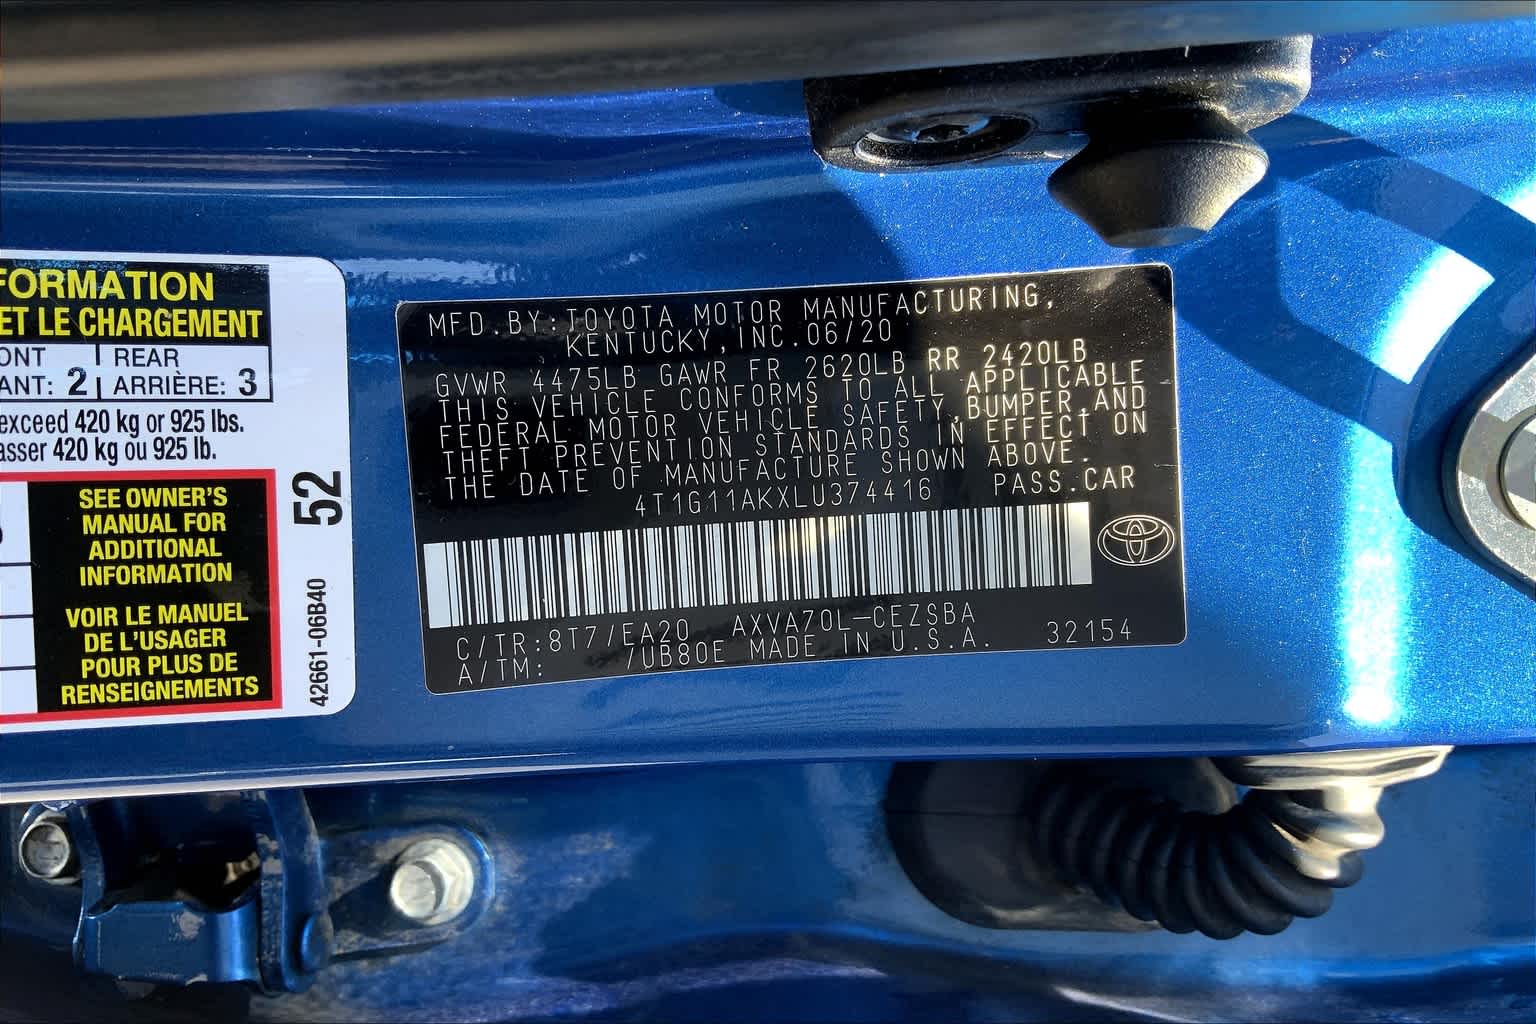 FORMATION
ET LE CHARGEMENT
ONT | REAR
ANT: 2 | ARRIÈRE: 3
exceed 420 kg or 925 lbs.
asser 420 kg ou 925 lb.
SEE OWNER'S
MANUAL FOR
ADDITIONAL
INFORMATION
VOIR LE MANUEL
DE L'USAGER
POUR PLUS DE
RENSEIGNEMENTS
52
42661-06B40
MFD.BY:TOYOTA MOTOR MANUFACTURING,
KENTUCKY,INC.06/20
GVWR 4475LB GAWR FR 2620LB RR 2420LB
THIS VEHICLE CONFORMS TO ALL APPLICABLE
FEDERAL MOTOR VEHICLE SAFETY,BUMPER,AND
THEFT PREVENTION STANDARDS IN EFFECT ON
THE DATE OF MANUFACTURE SHOWN ABOVE.
4T1G11AKXLU374416 PASS.CAR
C/TR:8T7/EA20 AXVA70L-CEZSBA
A/TM: /UB80E MADE IN U.S.A. 32154